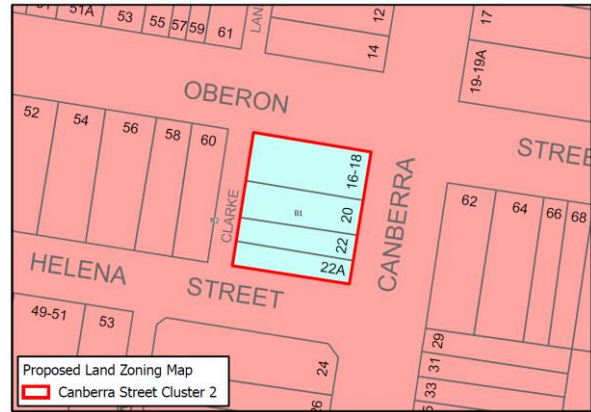 51A
53
55
57
59
61
LAN
12
14
17
19-19A
OBERON
STREE
52
54
56
58
60
CLARKE
16-18
20
B1
22
22A
CANBERRA
62
64
66
68
HELENA
STREET
49-51
53
24
26
29
31
33
Proposed Land Zoning Map
Canberra Street Cluster 2